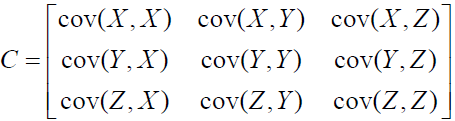 cov(X, X) cov(X, Y) cov(X, Z)
C = cov(Y, X) cov(Y, Y) cov(Y, Z)
cov(Z, X) cov(Z, Y) cov(Z, Z)